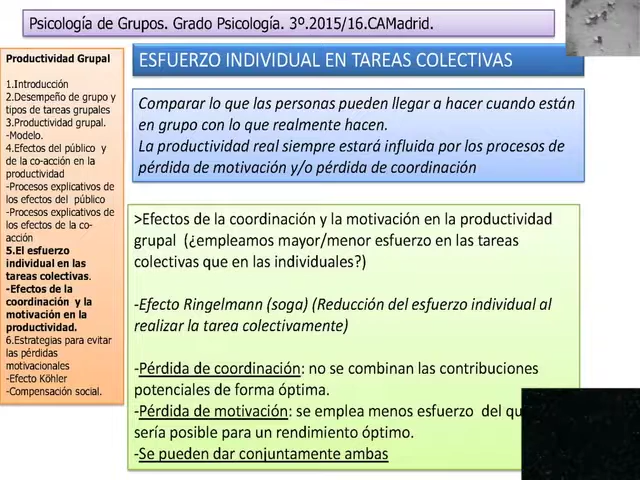 Psicología de Grupos. Grado Psicología. 3º.2015/16.CAMadrid.
Productividad Grupal
1.Introducción
2.Desempeño de grupo y
tipos de tareas grupales
3.Productividad grupal.
-Modelo.
4.Efectos del público y
de la co-acción en la
productividad
-Procesos explicativos de
los efectos del público
-Procesos explicativos de
los efectos de la co-
acción
5.El esfuerzo
individual en las
tareas colectivas.
-Efectos de la
coordinación y la
motivación en la
productividad.
6.Estrategias para evitar
las pérdidas
motivacionales
-Efecto Köhler
-Compensación social.
ESFUERZO INDIVIDUAL EN TAREAS COLECTIVAS
Comparar lo que las personas pueden llegar a hacer cuando están
en grupo con lo que realmente hacen.
La productividad real siempre estará influida por los procesos de
pérdida de motivación y/o pérdida de coordinación
>Efectos de la coordinación y la motivación en la productividad
grupal (¿empleamos mayor/menor esfuerzo en las tareas
colectivas que en las individuales?)
-Efecto Ringelmann (soga) (Reducción del esfuerzo individual al
realizar la tarea colectivamente)
-Pérdida de coordinación: no se combinan las contribuciones
potenciales de forma óptima.
-Pérdida de motivación: se emplea menos esfuerzo del
sería posible para un rendimiento óptimo.
-Se pueden dar conjuntamente ambas